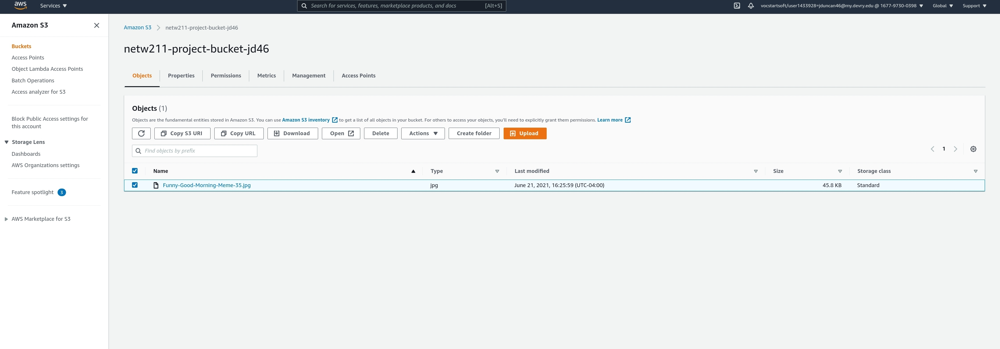 aws Services Search for services, features, marketplace products, and docs [Alt+S] vocstartsoft/user1433928=jduncan46@my.devry.edu @ 1677-9730-0398 Global Support
Amazon S3
Buckets
Access Points
Object Lambda Access Points
Batch Operations
Access analyzer for S3
Block Public Access settings for
this account
Storage Lens
Dashboards
AWS Organizations settings
Feature spotlight 3
AWS Marketplace for S3
Amazon S3 netw211-project-bucket-jd46
netw211-project-bucket-jd46
Objects Properties Permissions Metrics Management Access Points
Objects (1)
Objects are the fundamental entities stored in Amazon S3. You can use Amazon S3 inventory to get a list of all objects in your bucket. For others to access your objects, you'll need to explicitly grant them permissions. Learn more
Copy S3 URI Copy URL Download Open Delete Actions Create folder Upload
Find objects by prefix 1
Name Type Last modified Size Storage class
Funny-Good-Morning-Meme-35.jpg jpg June 21, 2021, 16:25:59 (UTC-04:00) 45.8 KB Standard